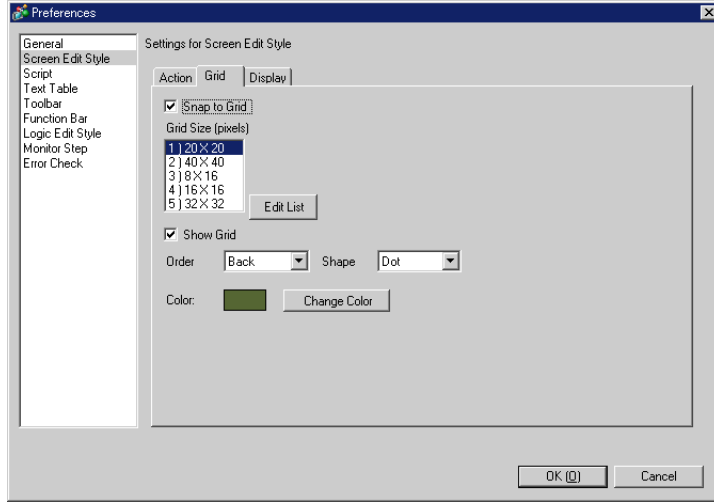 Preferences
General
Screen Edit Style
Script
Text Table
Toolbar
Function Bar
Logic Edit Style
Monitor Step
Error Check
Settings for Screen Edit Style
Action Grid Display
Snap to Grid
Grid Size (pixels)
1 ) 20 X 20
2 ) 40 X 40
3 ) 8 X 16
4 ) 16 X 16
5 ) 32 X 32
Edit List
Show Grid
Order Back Shape Dot
Color: Change Color
OK (O) Cancel